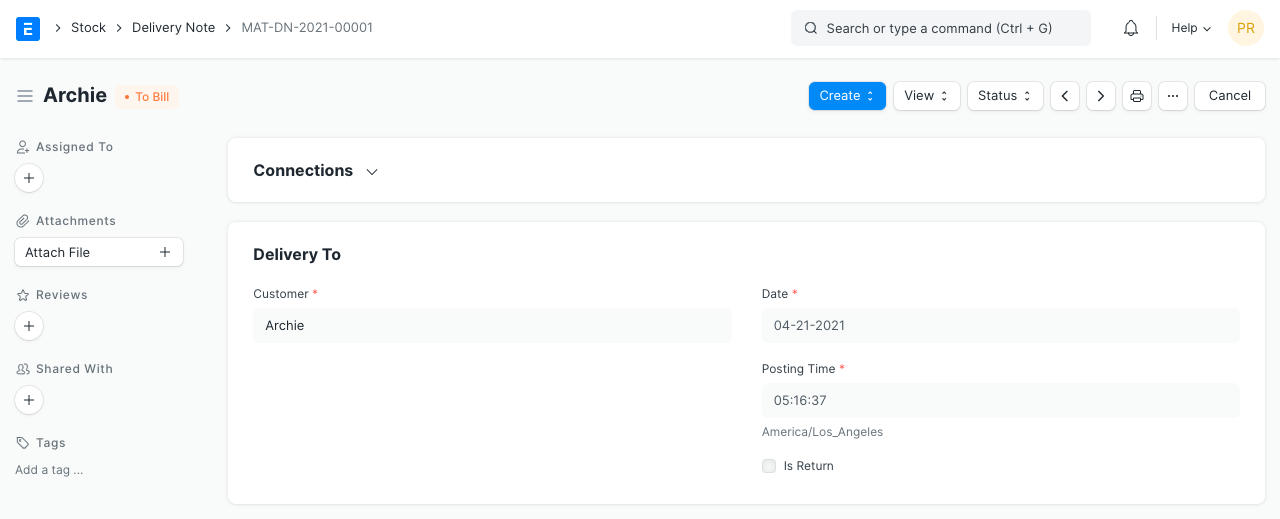 E Stock Delivery Note MAT-DN-2021-00001 Search or type a command (Ctrl + G) Help PR
Archie • To Bill Create View Status ... Cancel
Assigned To
Attachments
Attach File
Reviews
Shared With
Tags
Add a tag ...
Connections
Delivery To
Customer *
Archie
Date *
04-21-2021
Posting Time *
05:16:37
America/Los_Angeles
Is Return